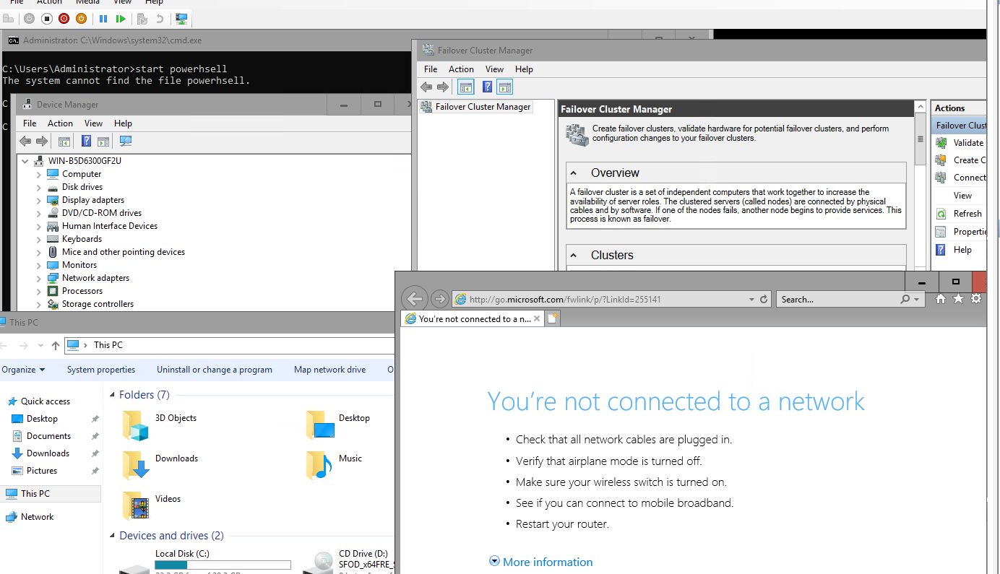 File Action Media View Help
Administrator: C:\Windows\system32\cmd.exe
C:\Users\Administrator>start powerhsell
The system cannot find the file powerhsell.
C
C
Device Manager
File Action View Help
WIN-B5D6300GF2U
Computer
Disk drives
Display adapters
DVD/CD-ROM drives
Human Interface Devices
Keyboards
Mice and other pointing devices
Monitors
Network adapters
Processors
Storage controllers
Failover Cluster Manager
File Action View Help
Failover Cluster Manager
Failover Cluster Manager
Create failover clusters, validate hardware for potential failover clusters, and perform
configuration changes to your failover clusters.
Overview
A failover cluster is a set of independent computers that work together to increase the
availability of server roles. The clustered servers (called nodes) are connected by physical
cables and by software. If one of the nodes fails, another node begins to provide services. This
process is known as failover.
Clusters
Actions
Failover Clust
Validate
Create C
Connect
View
Refresh
Propertie
Help
This PC
This PC
Organize System properties Uninstall or change a program Map network drive O
Quick access
Desktop
Documents
Downloads
Pictures
This PC
Network
Folders (7)
3D Objects
Desktop
Downloads
Music
Videos
Devices and drives (2)
Local Disk (C:)
CD Drive (D:)
SFOD_x64FRE_S
http://go.microsoft.com/fwlink/p/?LinkId=255141
Search...
You're not connected to a n...
You're not connected to a network
• Check that all network cables are plugged in.
• Verify that airplane mode is turned off.
• Make sure your wireless switch is turned on.
• See if you can connect to mobile broadband.
• Restart your router.
More information